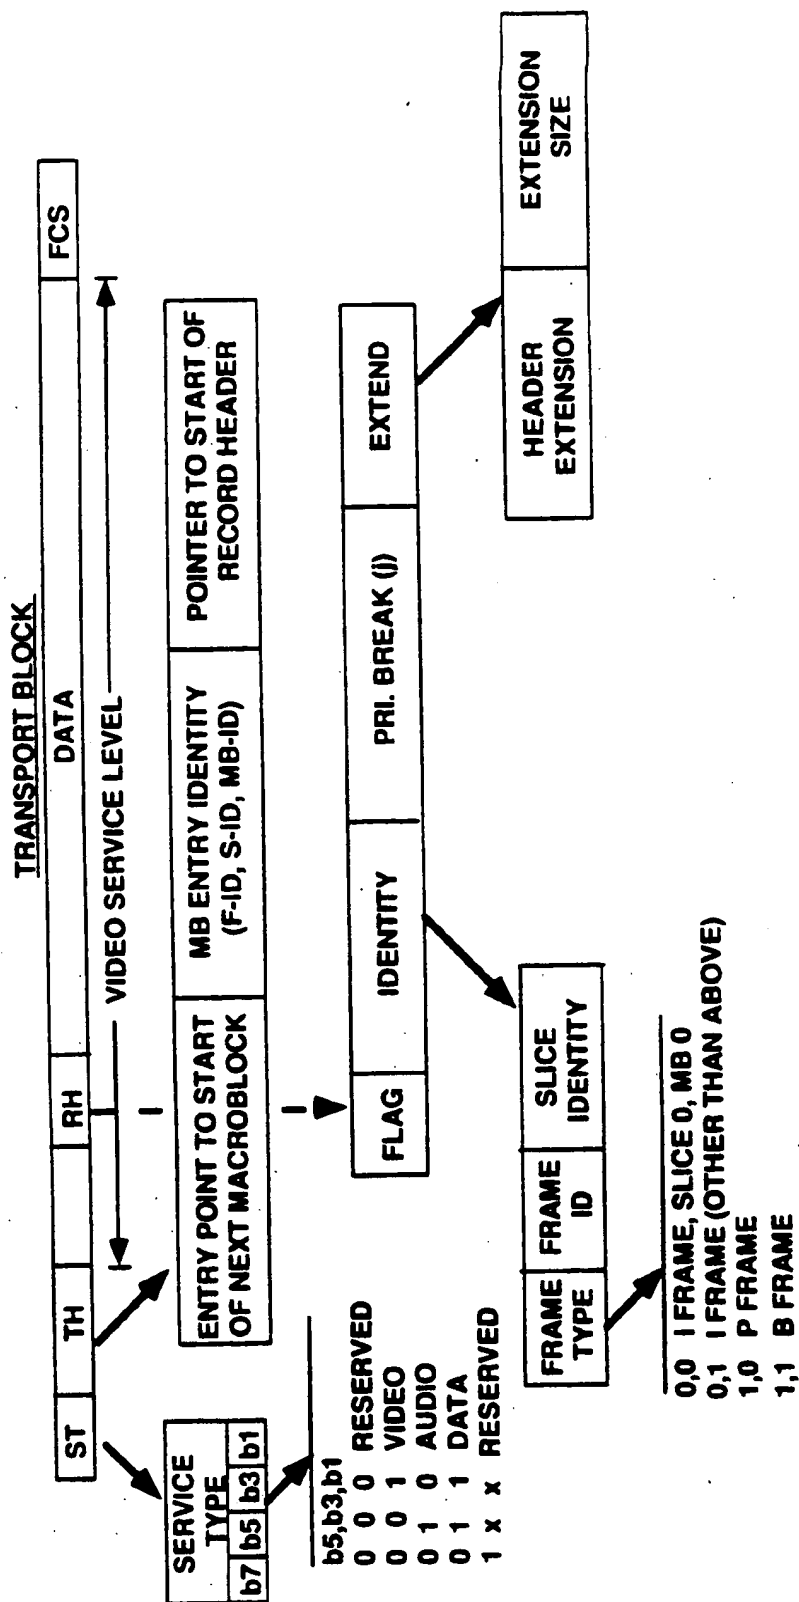 TRANSPORT BLOCK
ST
TH
RH
DATA
FCS
VIDEO SERVICE LEVEL
SERVICE
TYPE
b7 b5 b3 b1
ENTRY POINT TO START
OF NEXT MACROBLOCK
MB ENTRY IDENTITY
(F-ID, S-ID, MB-ID)
POINTER TO START OF
RECORD HEADER
b5,b3,b1
0 0 0 RESERVED
0 0 1 VIDEO
0 1 0 AUDIO
0 1 1 DATA
1 x x RESERVED
FLAG
IDENTITY
PRI. BREAK (j)
EXTEND
FRAME
TYPE
FRAME
ID
SLICE
IDENTITY
HEADER
EXTENSION
EXTENSION
SIZE
0,0 I FRAME, SLICE 0, MB 0
0,1 I FRAME (OTHER THAN ABOVE)
1,0 P FRAME
1,1 B FRAME